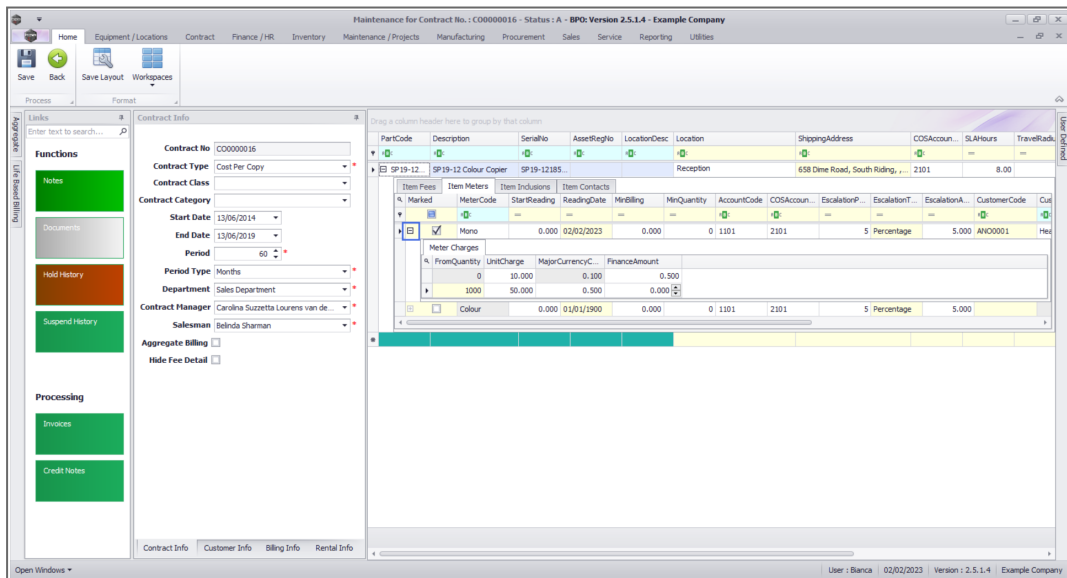 Maintenance for Contract No. : CO0000016 - Status : A - BPO: Version 2.5.1.4 - Example Company
Home Equipment / Locations Contract Finance / HR Inventory Maintenance / Projects Manufacturing Procurement Sales Service Reporting Utilities
Save Back Save Layout Workspaces
Process Format
Aggregate
Life Based Billing
Links
Enter text to search...
Functions
Notes
Documents
Hold History
Suspend History
Processing
Invoices
Credit Notes
Contract Info
Contract No CO0000016
Contract Type Cost Per Copy *
Contract Class
Contract Category
Start Date 13/06/2014
End Date 13/06/2019
Period 60 *
Period Type Months *
Department Sales Department *
Contract Manager Carolina Suzzetta Lourens van de... *
Salesman Belinda Sharman *
Aggregate Billing
Hide Fee Detail
Contract Info Customer Info Billing Info Rental Info
Drag a column header here to group by that column
PartCode Description SerialNo AssetRegNo LocationDesc Location ShippingAddress COSAccoun... SLAHours TravelRadiu
SP19-12... SP19-12 Colour Copier SP19-12185... Reception 658 Dime Road, South Riding, , ... 2101 8.00
Item Fees Item Meters Item Inclusions Item Contacts
Marked MeterCode StartReading ReadingDate MinBilling MinQuantity AccountCode COSAccoun... EscalationP... EscalationT... EscalationA... CustomerCode Cus
Mono 0.000 02/02/2023 0.000 0 1101 2101 5 Percentage 5.000 ANO0001 Hea
Meter Charges
FromQuantity UnitCharge MajorCurrencyC... FinanceAmount
0 10.000 0.100 0.500
1000 50.000 0.500 0.000
Colour 0.000 01/01/1900 0.000 0 1101 2101 5 Percentage 5.000
User Defined
Open Windows
User : Bianca 02/02/2023 Version : 2.5.1.4 Example Company